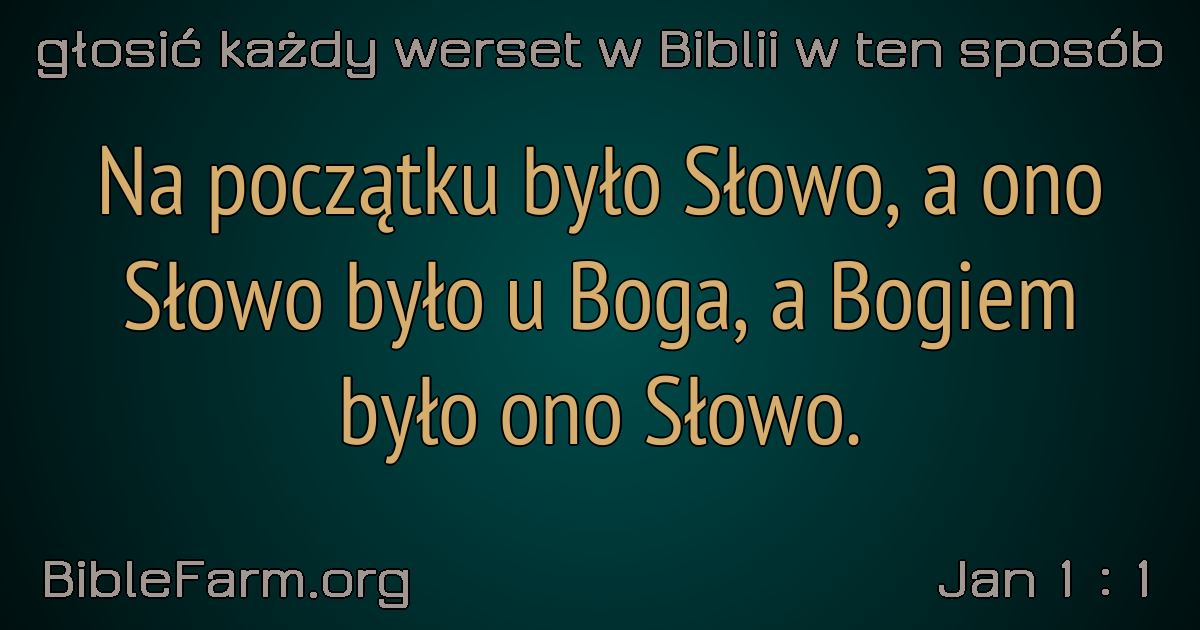 głosić każdy werset w Biblii w ten sposób
Na początku było Słowo, a ono
Słowo było u Boga, a Bogiem
było ono Słowo.
BibleFarm.org
Jan 1 : 1